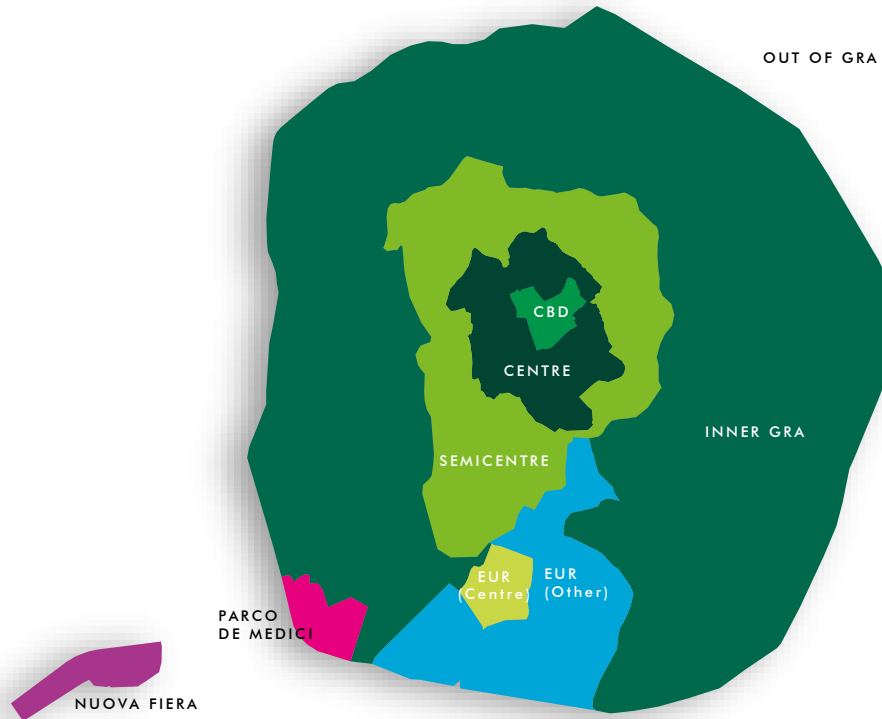 OUT OF GRA
CBD
CENTRE
INNER GRA
SEMICENTRE
EUR
(Centre)
EUR
(Other)
PARCO
DE MEDICI
NUOVA FIERA